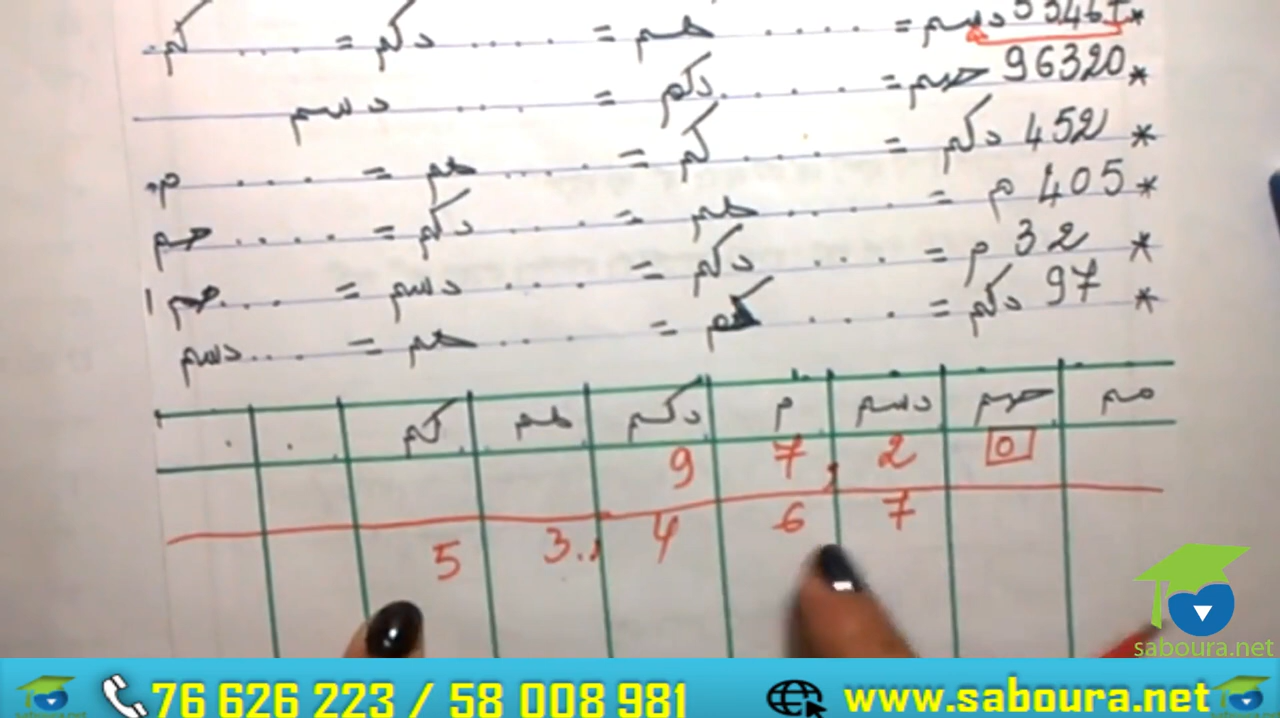 * 53467 دسم = .... هم = .... دكم = .... كم
* 96320 صم = .... دكم = .... دسم
* 452 دكم = .... كم = .... هم = .... م
* 405 م = .... هم = .... دكم = .... صم
* 32 م = .... دكم = .... دسم = .... صم
* 97 دكم = .... كم = .... هم = .... دسم
مم صم دسم م دكم هم كم . .
9 7 , 2 0
5 3 , 4 6 7
saboura.net
76 626 223 / 58 008 981 www.saboura.net